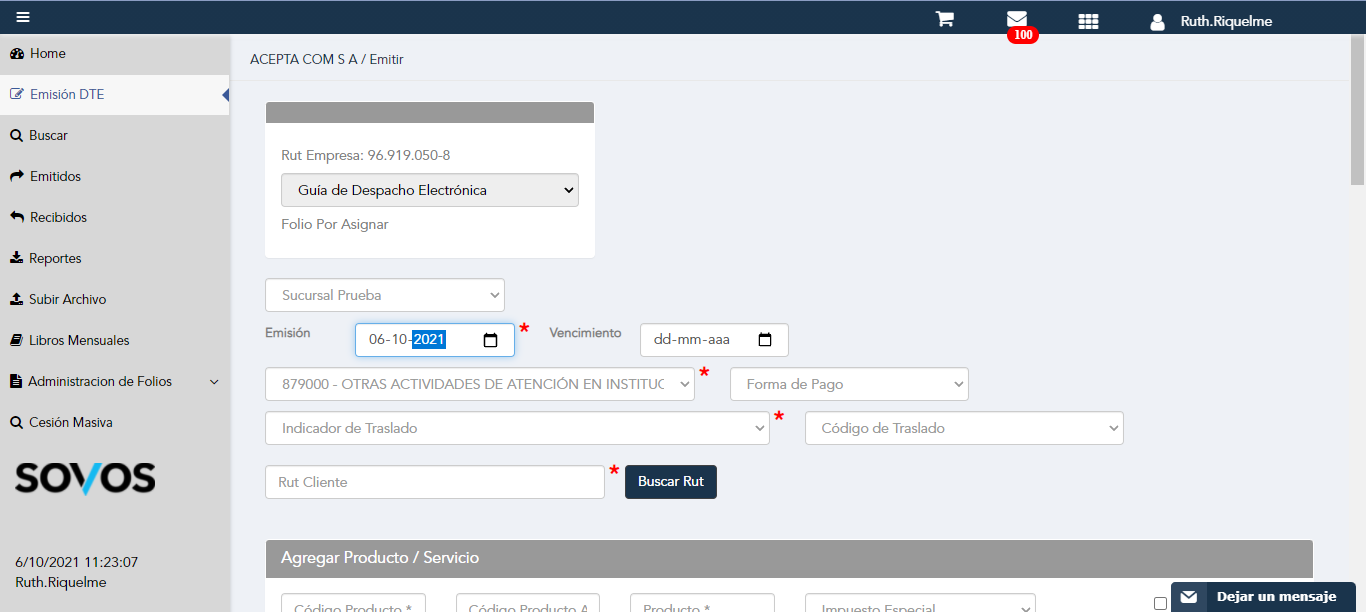 100
Ruth.Riquelme
Home
Emisión DTE
Buscar
Emitidos
Recibidos
Reportes
Subir Archivo
Libros Mensuales
Administracion de Folios
Cesión Masiva
SOVOS
6/10/2021 11:23:07
Ruth.Riquelme
ACEPTA COM S A / Emitir
Rut Empresa: 96.919.050-8
Guía de Despacho Electrónica
Folio Por Asignar
Sucursal Prueba
Emisión 06-10-2021 * Vencimiento dd-mm-aaa
879000 - OTRAS ACTIVIDADES DE ATENCIÓN EN INSTITUC * Forma de Pago
Indicador de Traslado * Código de Traslado
Rut Cliente * Buscar Rut
Agregar Producto / Servicio
Código Producto * Código Producto A Producto * Impuesto Especial
Dejar un mensaje